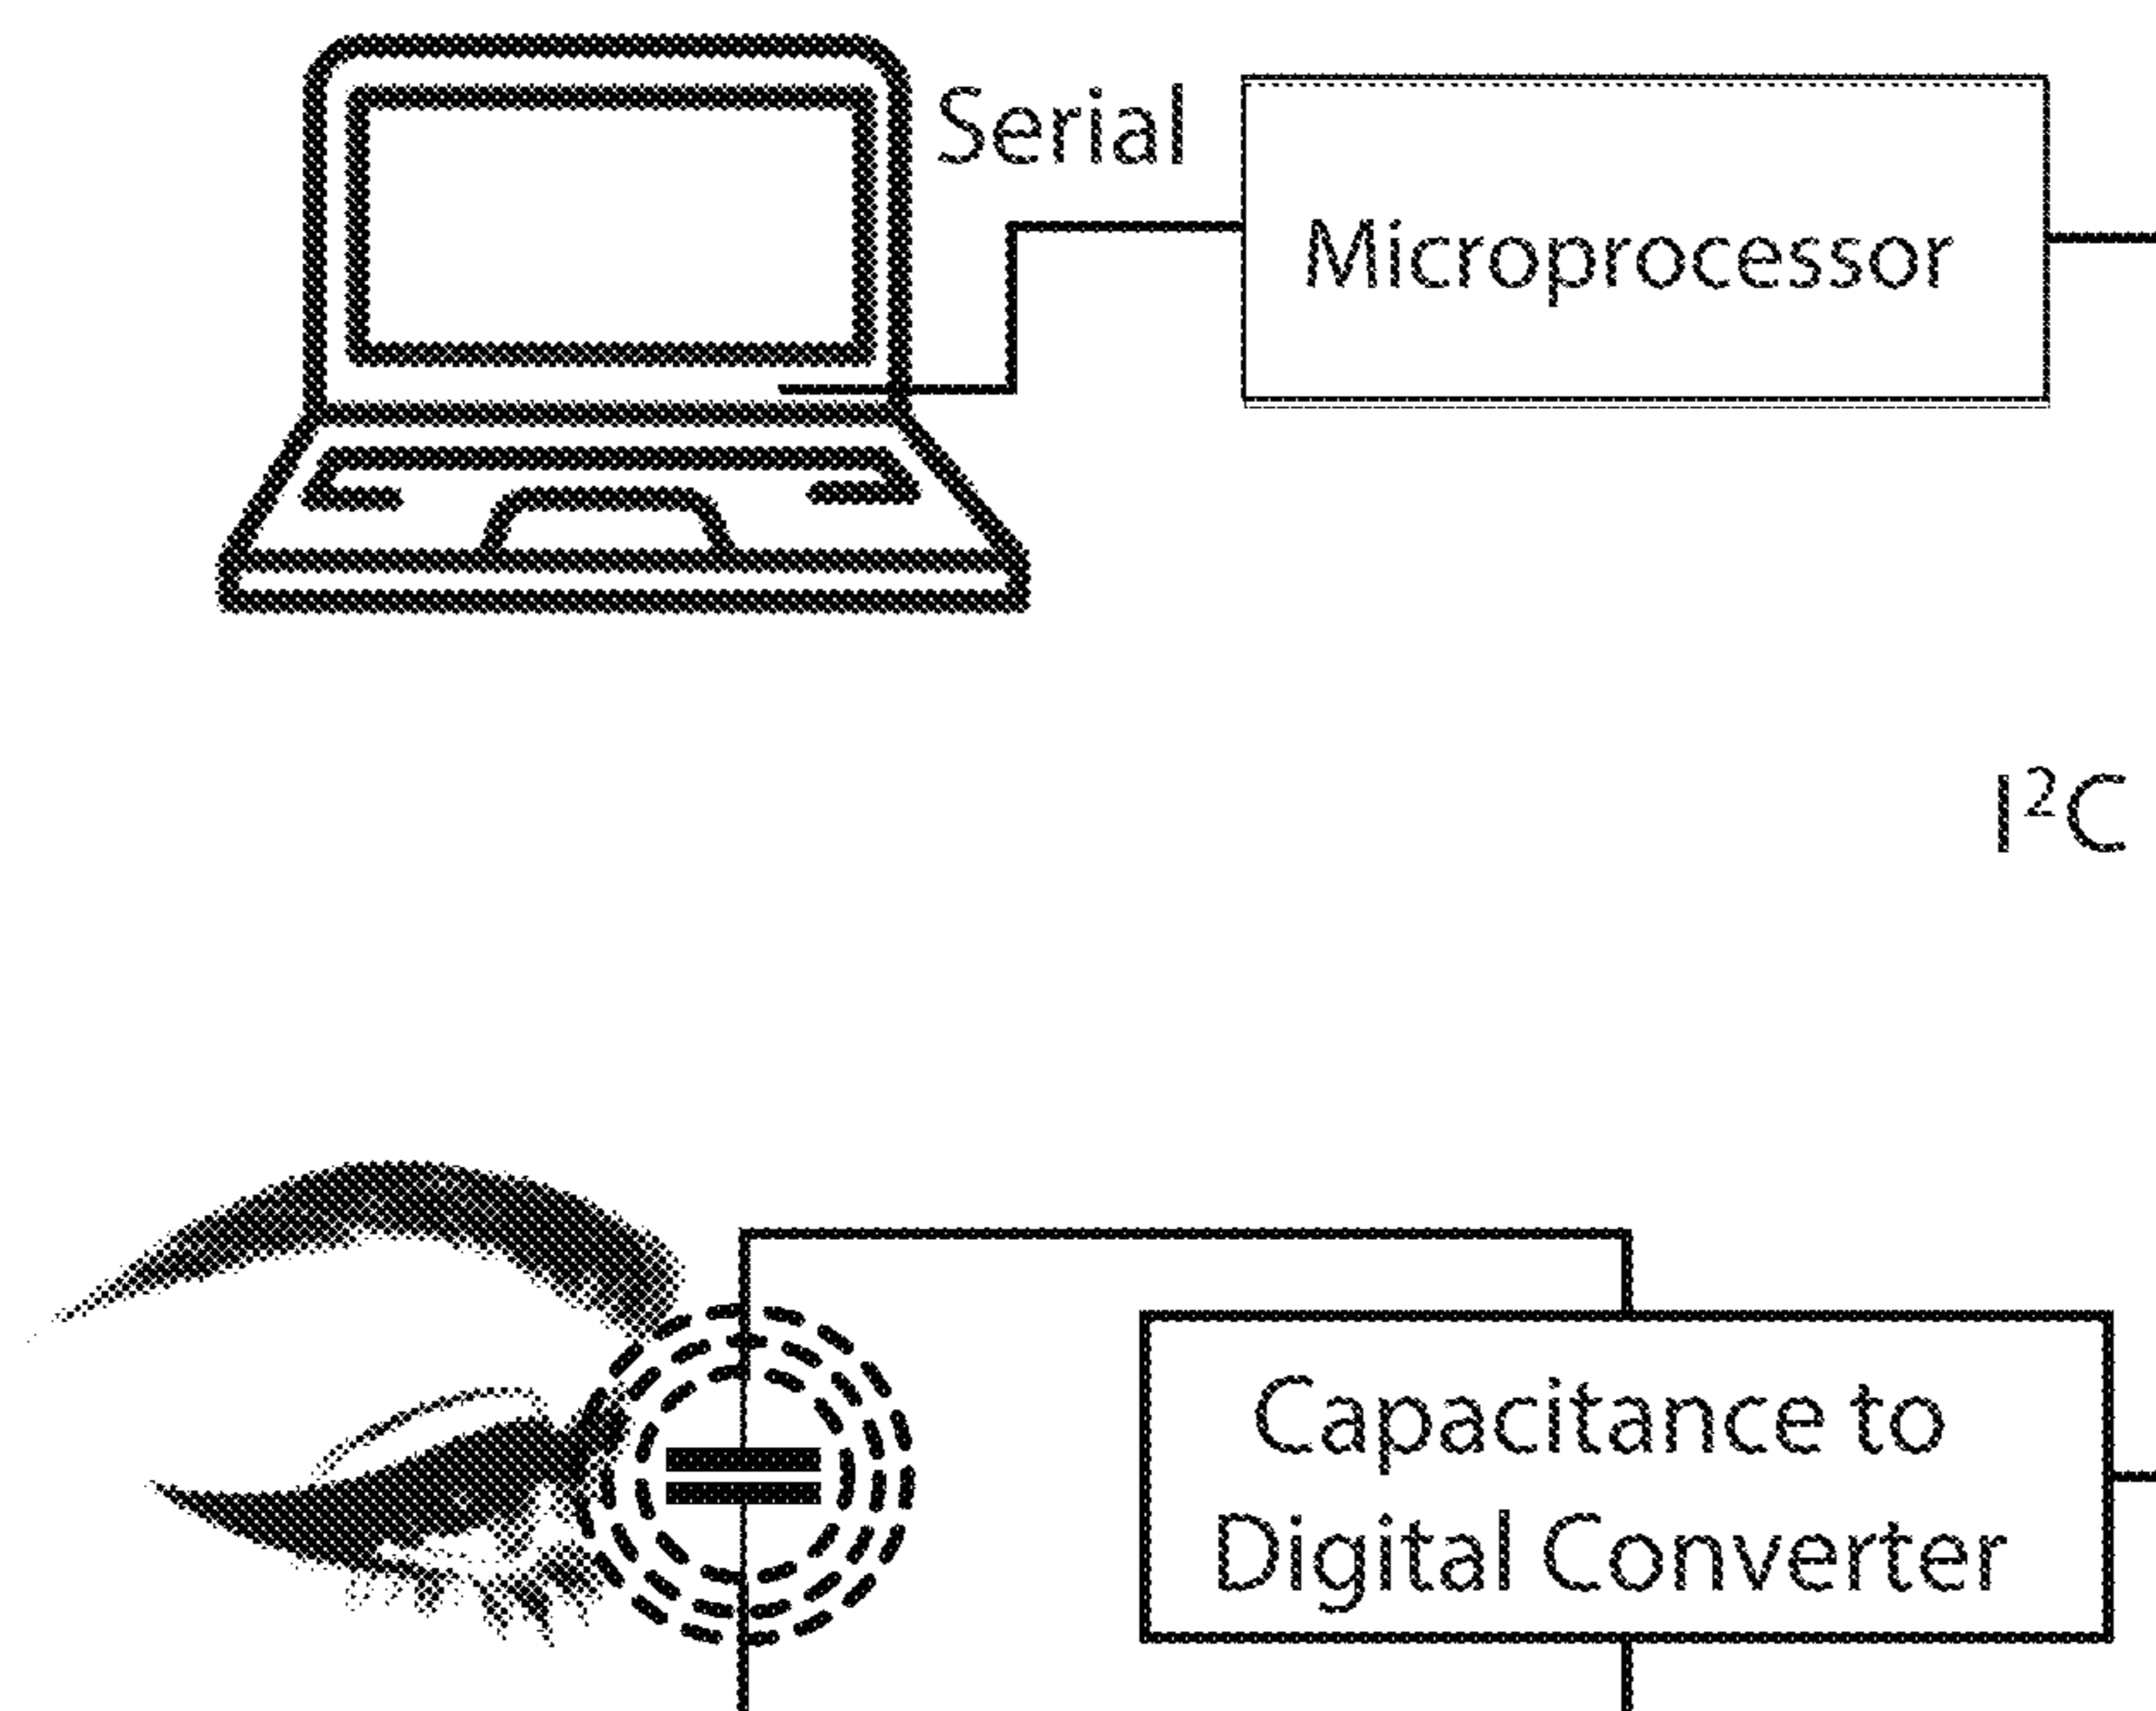 Serial
Microprocessor
I²C
Capacitance to
Digital Converter